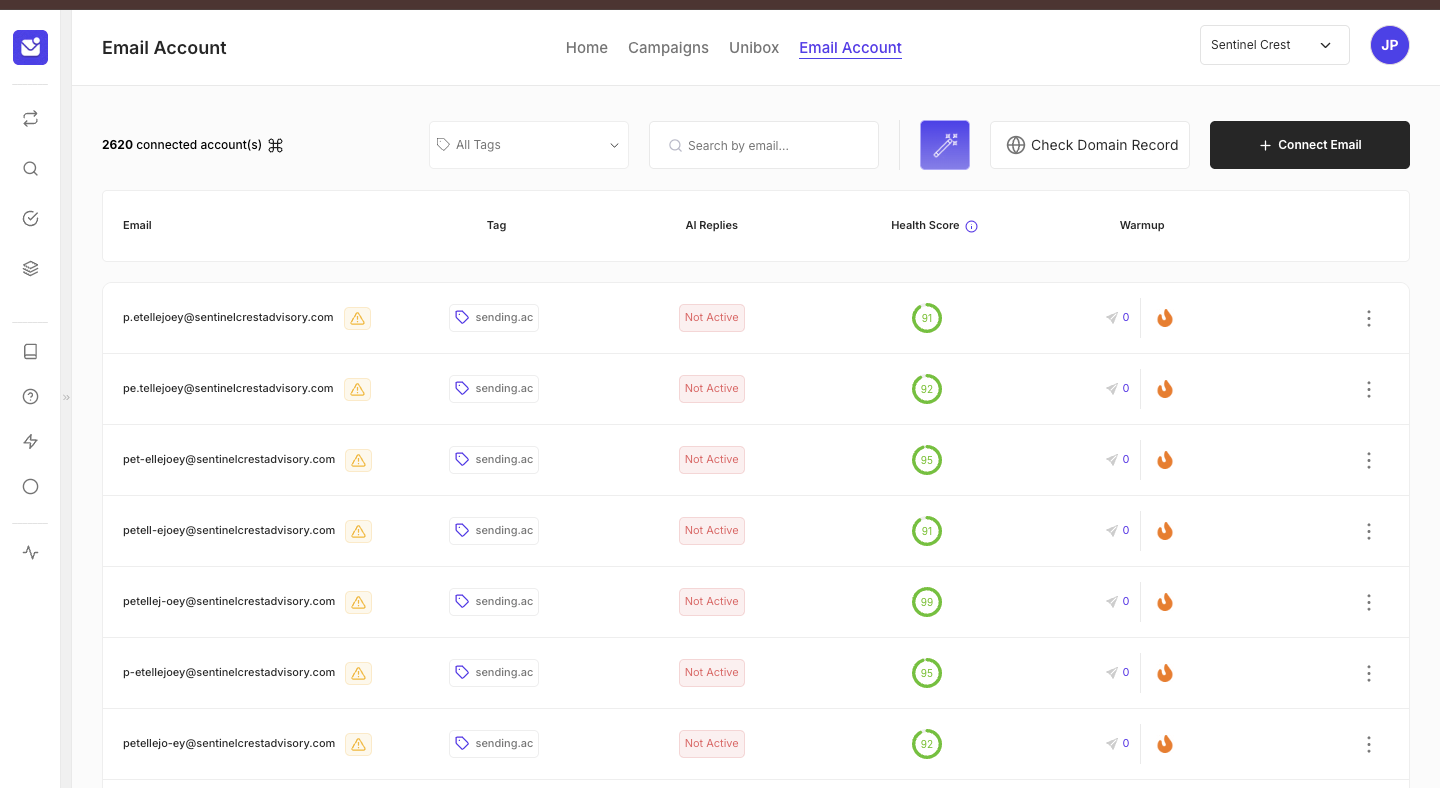 Email Account
Home Campaigns Unibox Email Account
Sentinel Crest
JP
2620 connected account(s)
All Tags
Search by email...
Check Domain Record
Connect Email
Email Tag AI Replies Health Score Warmup
p.etellejoey@sentinelcrestadvisory.com sending.ac Not Active 91 0
pe.tellejoey@sentinelcrestadvisory.com sending.ac Not Active 92 0
pet-ellejoey@sentinelcrestadvisory.com sending.ac Not Active 95 0
petell-ejoey@sentinelcrestadvisory.com sending.ac Not Active 91 0
petellej-oey@sentinelcrestadvisory.com sending.ac Not Active 99 0
p-etellejoey@sentinelcrestadvisory.com sending.ac Not Active 95 0
petellejo-ey@sentinelcrestadvisory.com sending.ac Not Active 92 0